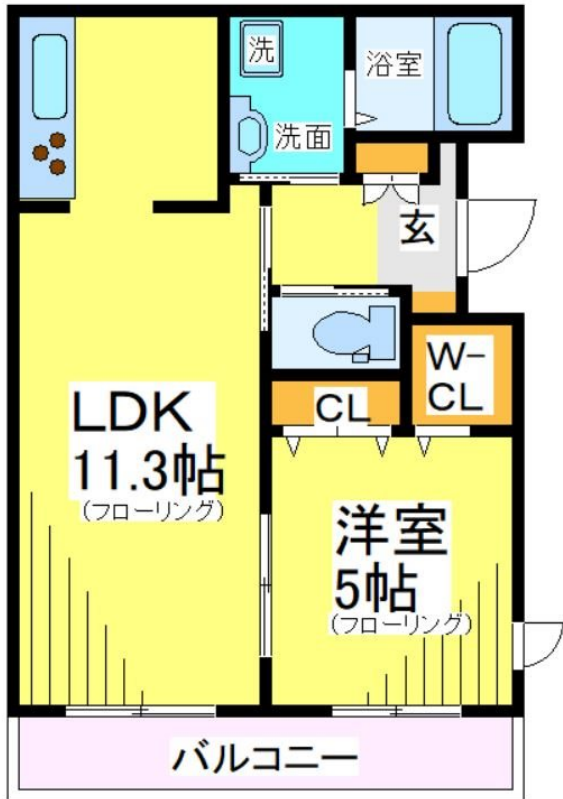 洗
洗面
浴室
玄
W-
CL
CL
LDK
11.3帖
(フローリング)
洋室
5帖
(フローリング)
バルコニー